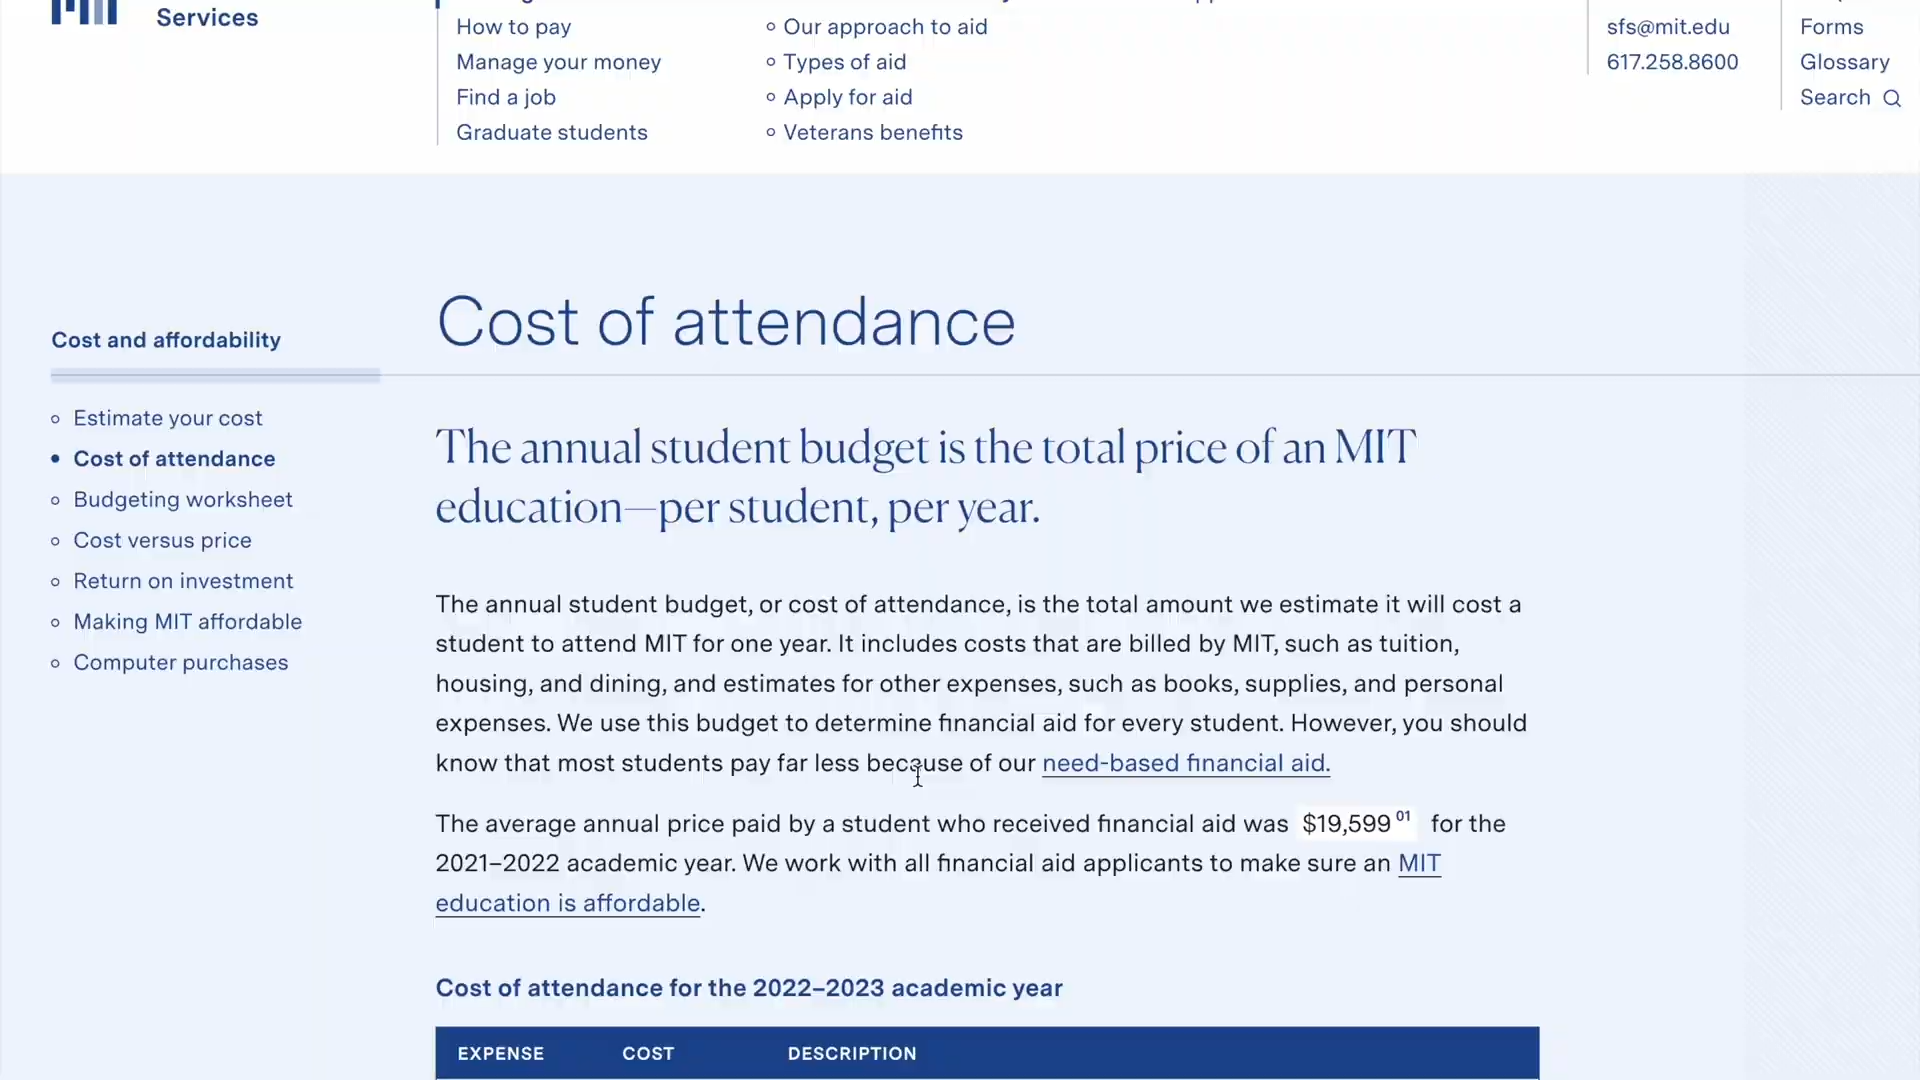 Services
How to pay
Manage your money
Find a job
Graduate students
Our approach to aid
Types of aid
Apply for aid
Veterans benefits
sfs@mit.edu
617.258.8600
Forms
Glossary
Search
Cost and affordability
Estimate your cost
Cost of attendance
Budgeting worksheet
Cost versus price
Return on investment
Making MIT affordable
Computer purchases
Cost of attendance
The annual student budget is the total price of an MIT
education—per student, per year.
The annual student budget, or cost of attendance, is the total amount we estimate it will cost a
student to attend MIT for one year. It includes costs that are billed by MIT, such as tuition,
housing, and dining, and estimates for other expenses, such as books, supplies, and personal
expenses. We use this budget to determine financial aid for every student. However, you should
know that most students pay far less because of our need-based financial aid.
The average annual price paid by a student who received financial aid was $19,599 01 for the
2021–2022 academic year. We work with all financial aid applicants to make sure an MIT
education is affordable.
Cost of attendance for the 2022–2023 academic year
EXPENSE COST DESCRIPTION